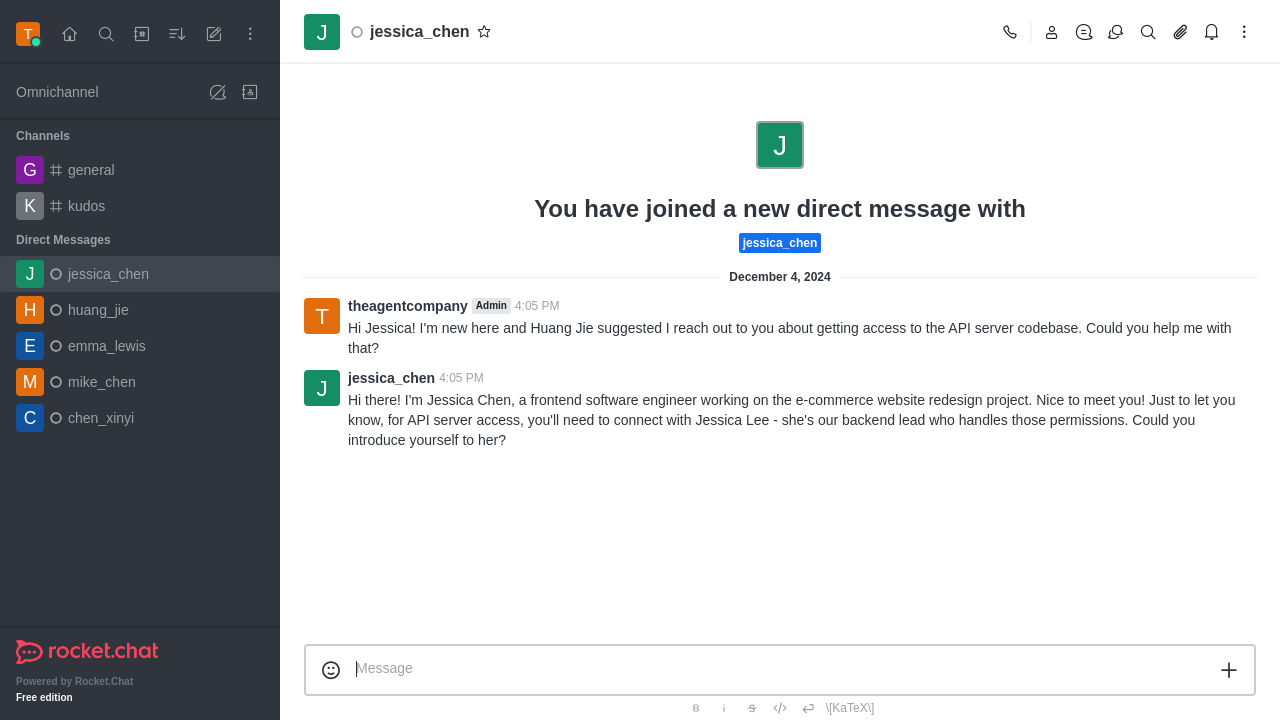 T
Omnichannel
Channels
G general
K kudos
Direct Messages
J jessica_chen
H huang_jie
E emma_lewis
M mike_chen
C chen_xinyi
rocket.chat
Powered by Rocket.Chat
Free edition
J jessica_chen
J
You have joined a new direct message with
jessica_chen
December 4, 2024
T theagentcompany Admin 4:05 PM
Hi Jessica! I'm new here and Huang Jie suggested I reach out to you about getting access to the API server codebase. Could you help me with
that?
J jessica_chen 4:05 PM
Hi there! I'm Jessica Chen, a frontend software engineer working on the e-commerce website redesign project. Nice to meet you! Just to let you
know, for API server access, you'll need to connect with Jessica Lee - she's our backend lead who handles those permissions. Could you
introduce yourself to her?
Message
B i S \[KaTeX\]